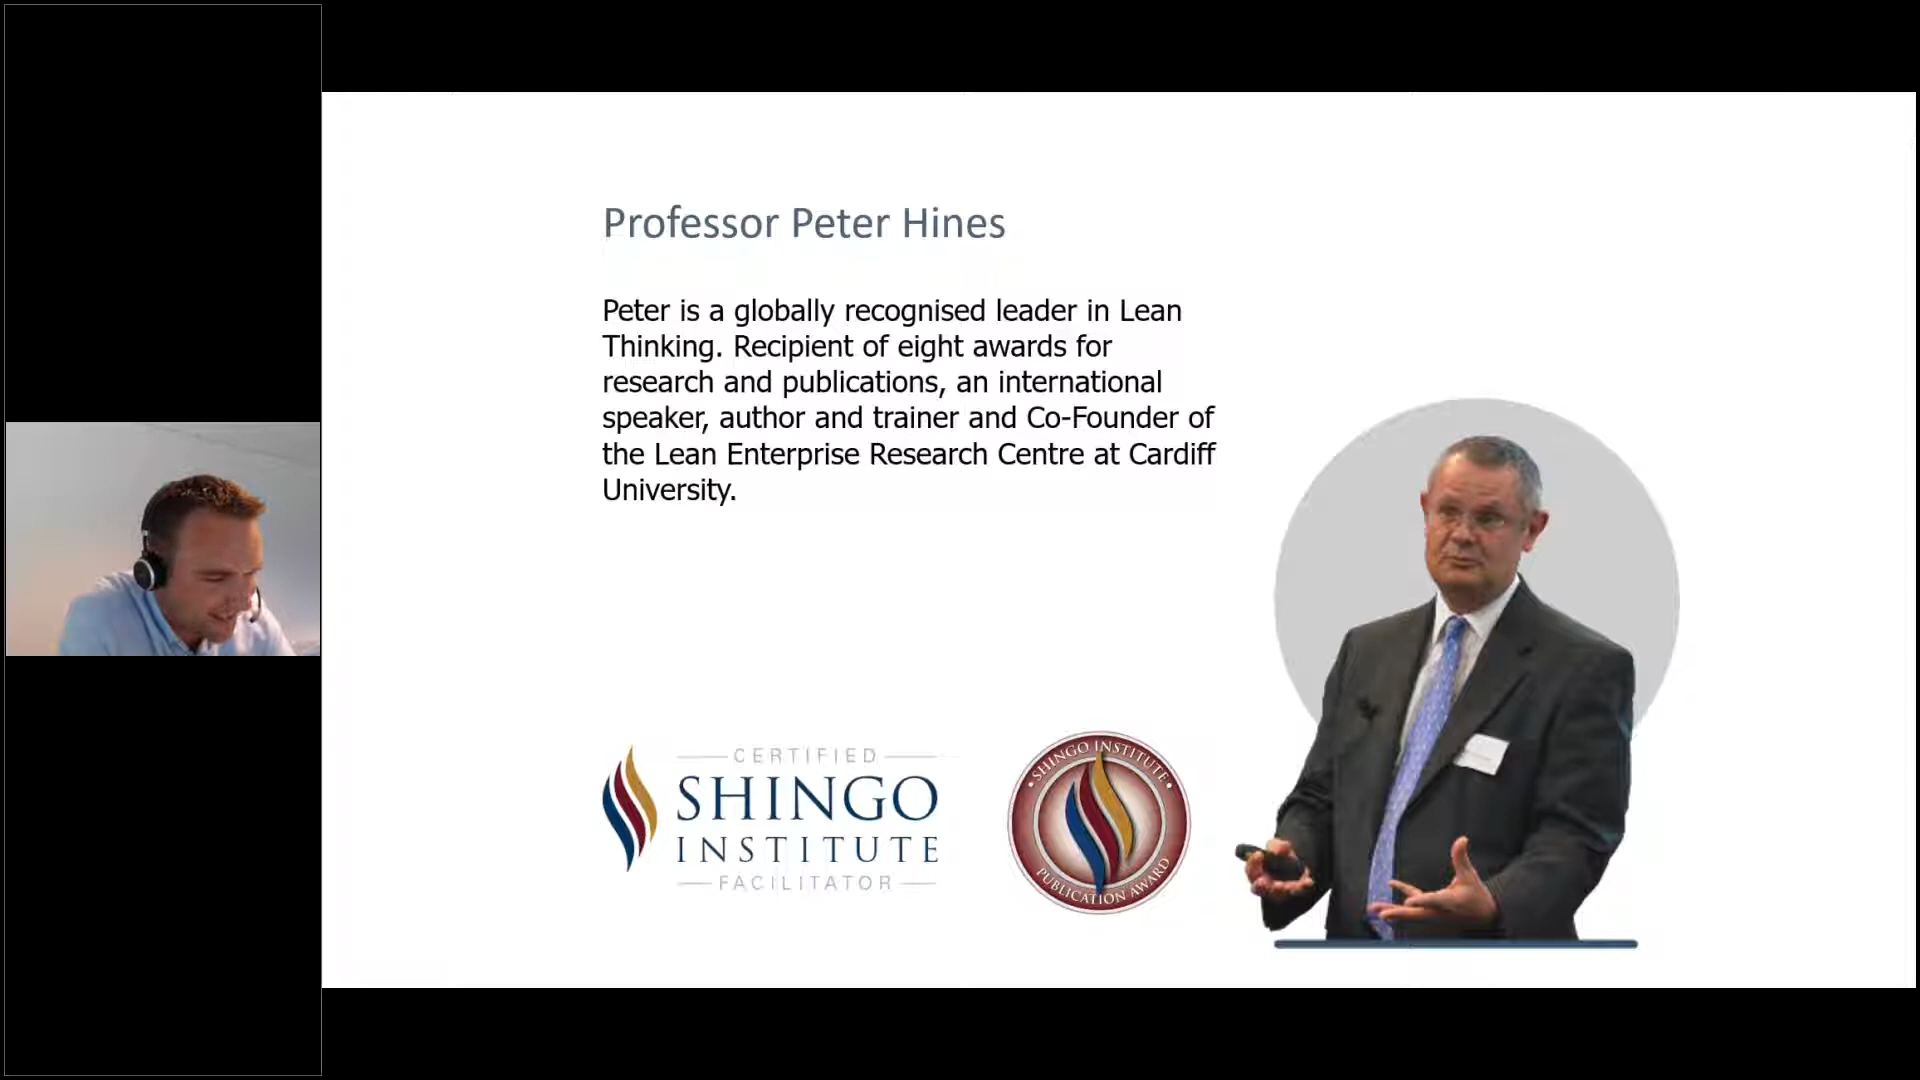 Professor Peter Hines
Peter is a globally recognised leader in Lean
Thinking. Recipient of eight awards for
research and publications, an international
speaker, author and trainer and Co-Founder of
the Lean Enterprise Research Centre at Cardiff
University.
CERTIFIED
SHINGO
INSTITUTE
FACILITATOR
SHINGO INSTITUTE
PUBLICATION AWARD